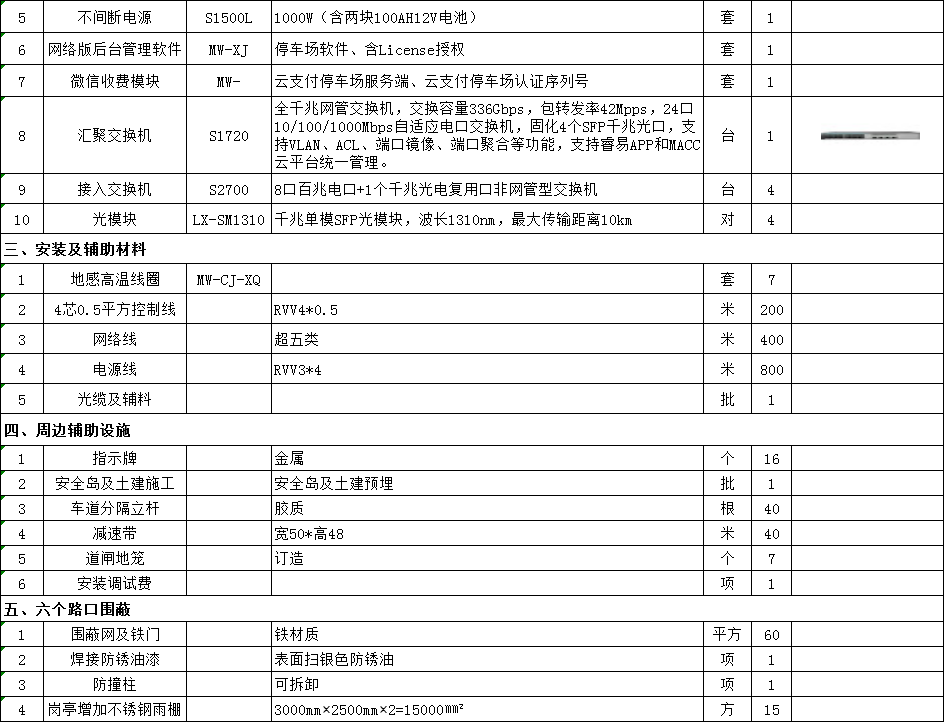 5 不间断电源 S1500L 1000W（含两块100AH12V电池） 套 1
6 网络版后台管理软件 MW-XJ 停车场软件、含License授权 套 1
7 微信收费模块 MW- 云支付停车场服务端、云支付停车场认证序列号 套 1
8 汇聚交换机 S1720 全千兆网管交换机，交换容量336Gbps，包转发率42Mpps，24口
10/100/1000Mbps自适应电口交换机，固化4个SFP千兆光口，支
持VLAN、ACL、端口镜像、端口聚合等功能，支持睿易APP和MACC
云平台统一管理。 台 1
9 接入交换机 S2700 8口百兆电口+1个千兆光电复用口非网管型交换机 台 4
10 光模块 LX-SM1310 千兆单模SFP光模块，波长1310nm，最大传输距离10km 对 4
三、安装及辅助材料
1 地感高温线圈 MW-CJ-XQ 套 7
2 4芯0.5平方控制线 RVV4*0.5 米 200
3 网络线 超五类 米 400
4 电源线 RVV3*4 米 800
5 光缆及辅料 批 1
四、周边辅助设施
1 指示牌 金属 个 16
2 安全岛及土建施工 安全岛及土建预埋 批 1
3 车道分隔立杆 胶质 根 40
4 减速带 宽50*高48 米 40
5 道闸地笼 订造 个 7
6 安装调试费 项 1
五、六个路口围蔽
1 围蔽网及铁门 铁材质 平方 60
2 焊接防锈油漆 表面扫银色防锈油 项 1
3 防撞柱 可拆卸 项 1
4 岗亭增加不锈钢雨棚 3000mm×2500mm×2=15000㎜² 方 15